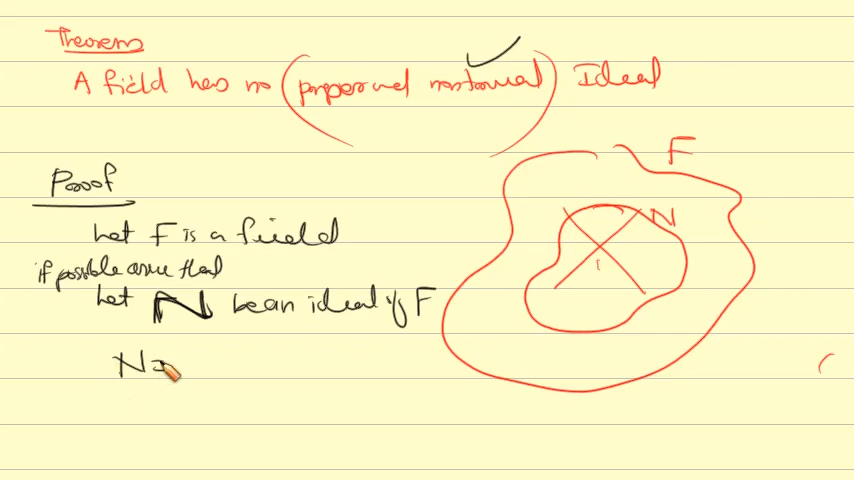 Theorem
A field has no (proper and nontrivial) Ideal
Proof
Let F is a field
if possible assume that
Let N be an ideal of F
N =
F
N
(